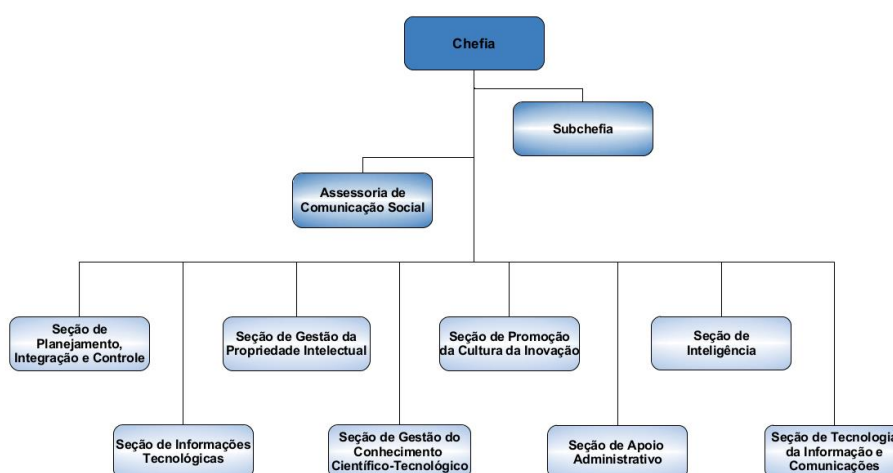 Chefia
Subchefia
Assessoria de
Comunicação Social
Seção de
Planejamento,
Integração e Controle
Seção de Gestão da
Propriedade Intelectual
Seção de Promoção
da Cultura da Inovação
Seção de
Inteligência
Seção de Informações
Tecnológicas
Seção de Gestão do
Conhecimento
Científico-Tecnológico
Seção de Apoio
Administrativo
Seção de Tecnologia
da Informação e
Comunicações